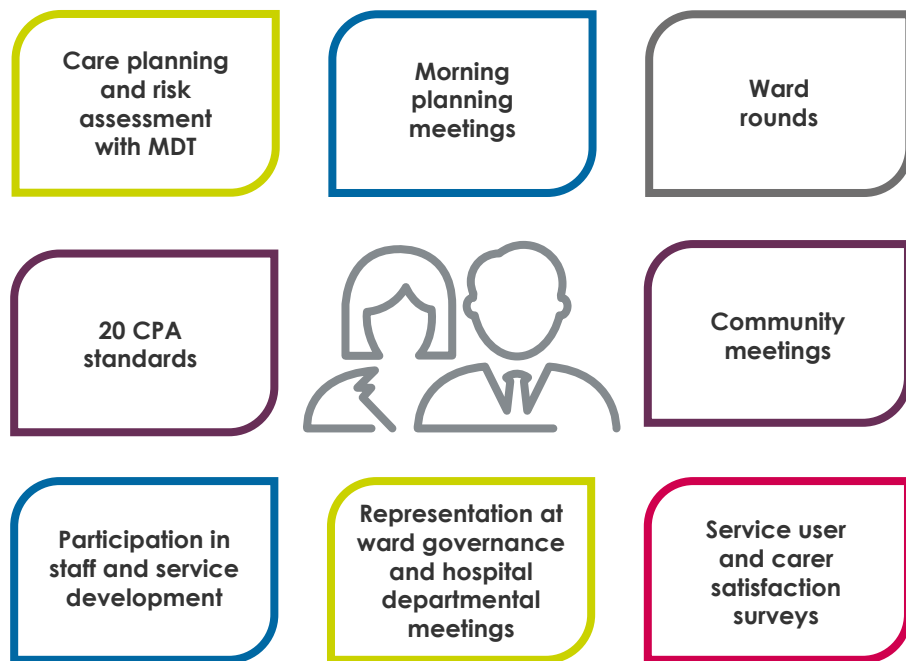 Care planning
and risk
assessment
with MDT
Morning
planning
meetings
Ward
rounds
20 CPA
standards
Community
meetings
Participation in
staff and service
development
Representation at
ward governance
and hospital
departmental
meetings
Service user
and carer
satisfaction
surveys